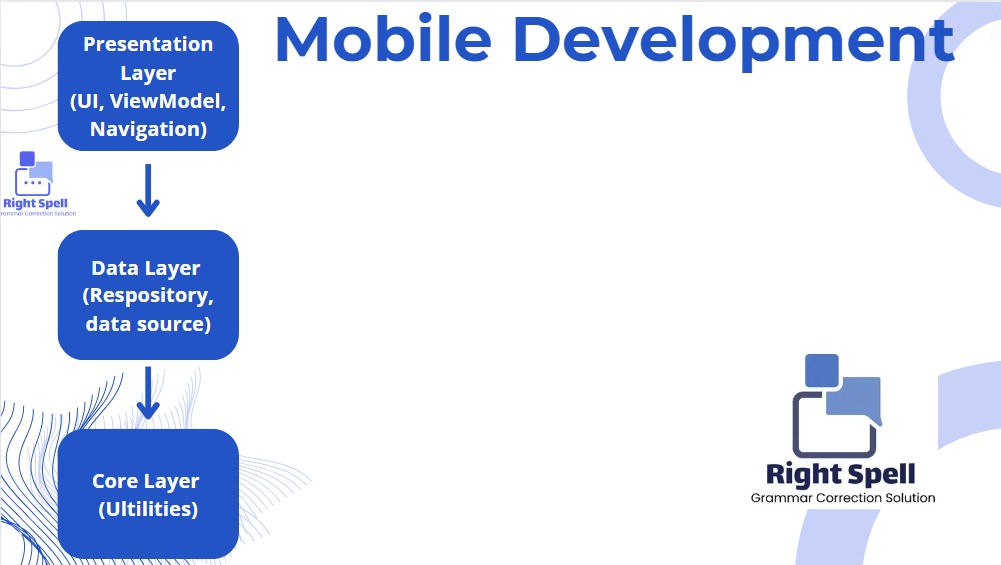 Mobile Development
Presentation
Layer
(UI, ViewModel,
Navigation)
Right Spell
Grammar Correction Solution
Data Layer
(Respository,
data source)
Core Layer
(Ultilities)
Right Spell
Grammar Correction Solution